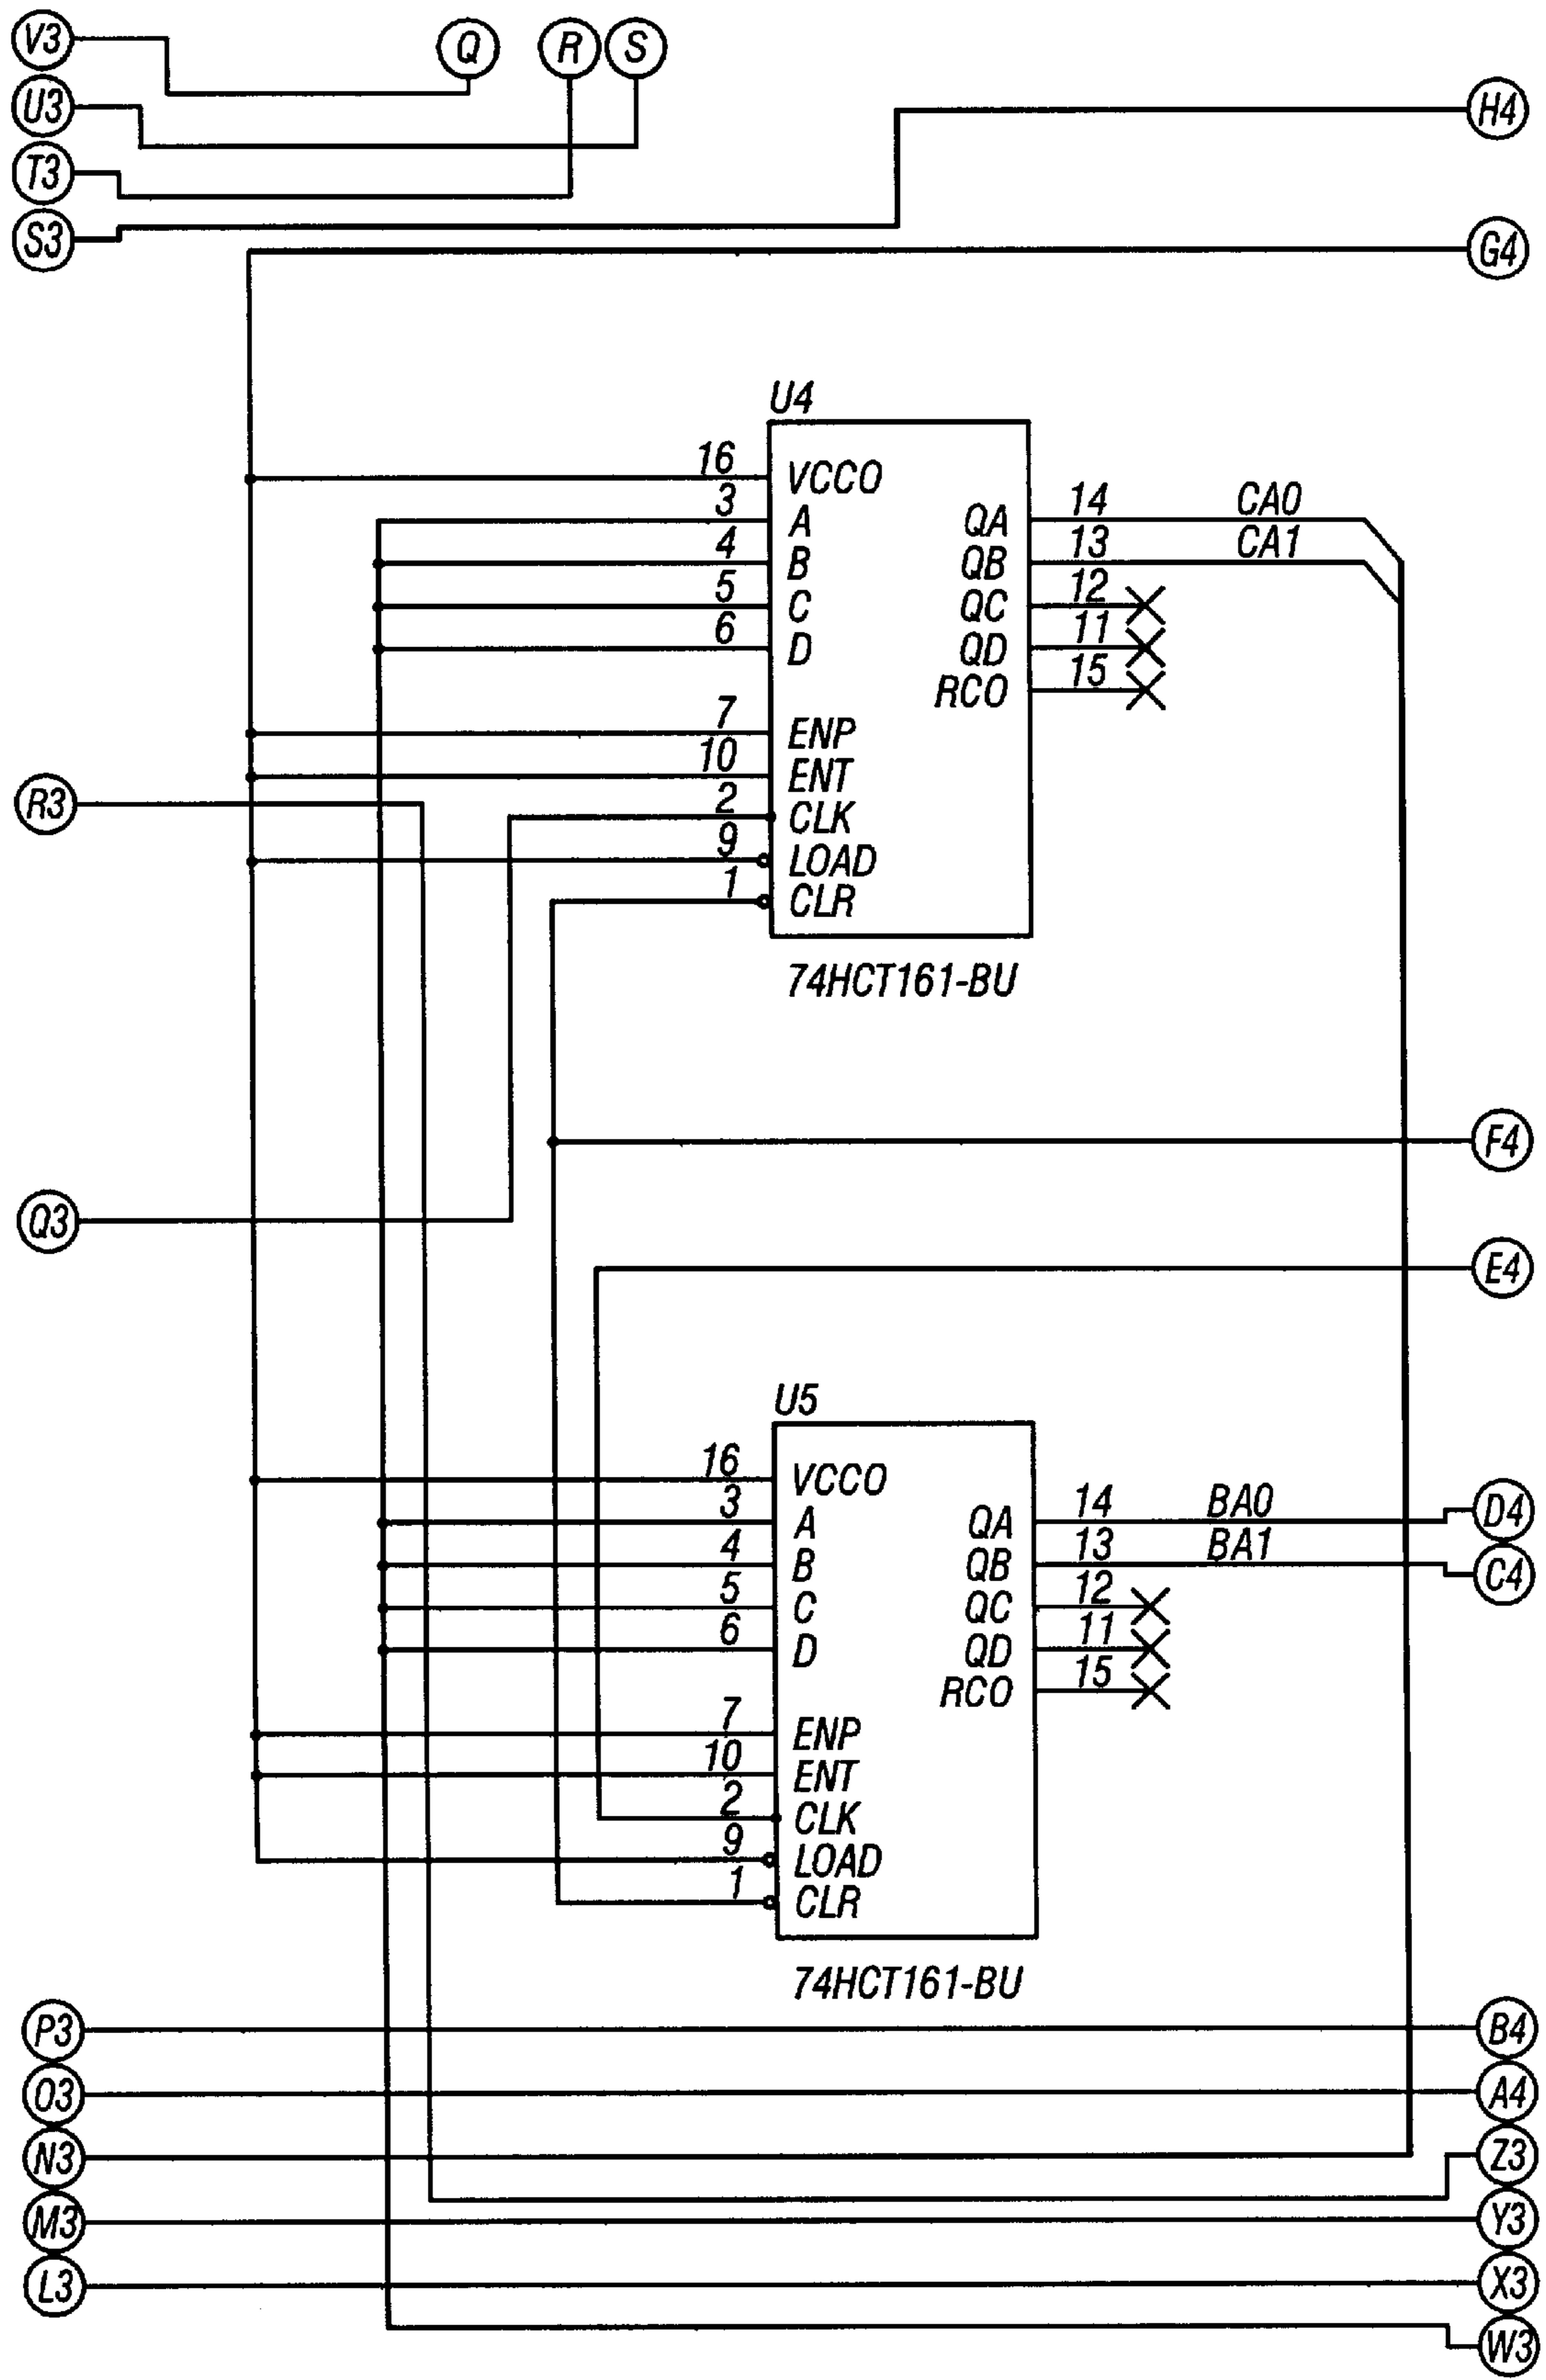 V3
Q
R
S
U3
H4
T3
S3
G4
U4
16
VCCO
3
A
QA
14
CA0
4
B
QB
13
CA1
5
C
QC
12
6
D
QD
11
RCO
15
7
ENP
10
ENT
R3
2
CLK
9
LOAD
1
CLR
74HCT161-BU
F4
Q3
E4
U5
16
VCCO
3
A
QA
14
BA0
D4
4
B
QB
13
BA1
C4
5
C
QC
12
6
D
QD
11
RCO
15
7
ENP
10
ENT
2
CLK
9
LOAD
1
CLR
74HCT161-BU
P3
B4
O3
A4
N3
Z3
M3
Y3
L3
X3
W3